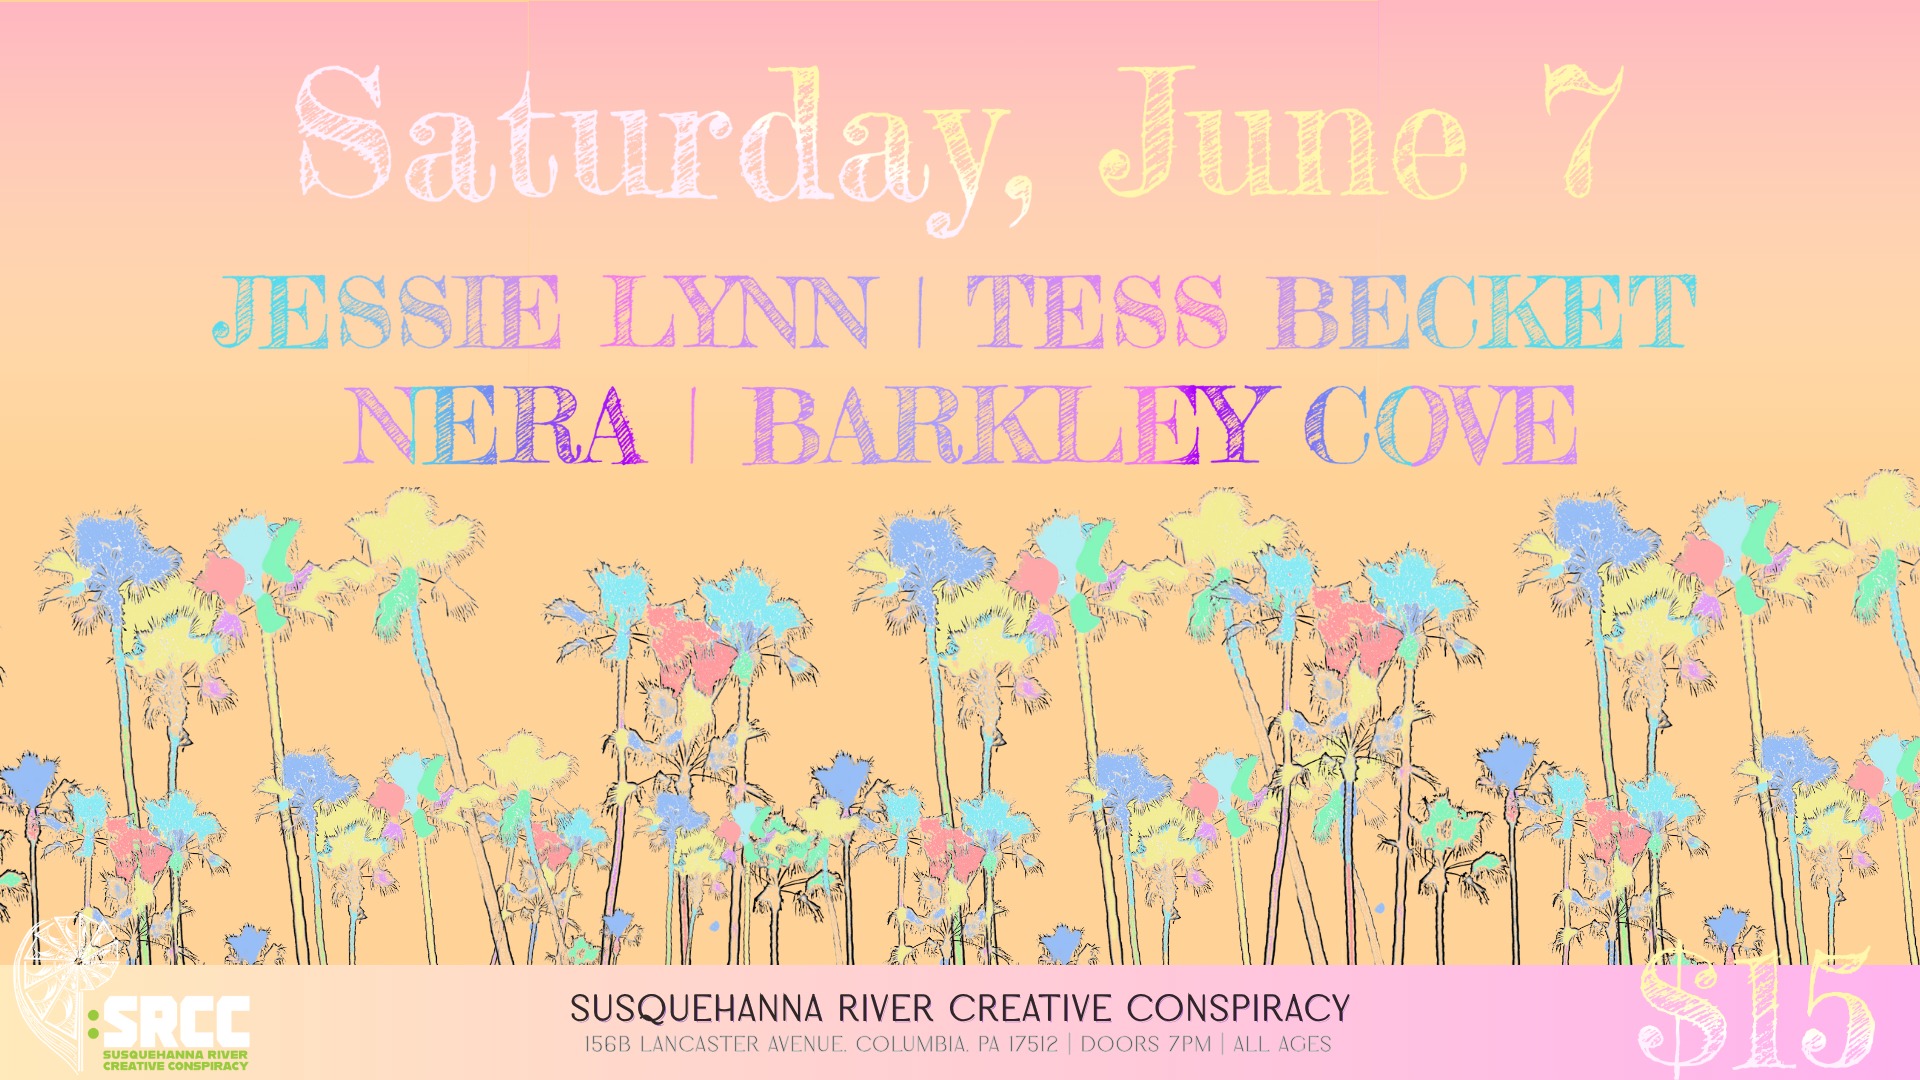 Saturday, June 7
JESSIE LYNN | TESS BECKET
NERA | BARKLEY COVE
SUSQUEHANNA RIVER CREATIVE CONSPIRACY
156B LANCASTER AVENUE, COLUMBIA, PA 17512 | DOORS 7PM | ALL AGES
:SRCC
SUSQUEHANNA RIVER
CREATIVE CONSPIRACY
$15